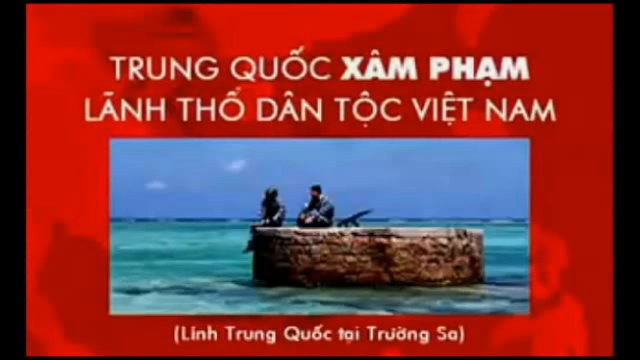 TRUNG QUỐC XÂM PHẠM
LÃNH THỔ DÂN TỘC VIỆT NAM
(Lính Trung Quốc tại Trường Sa)